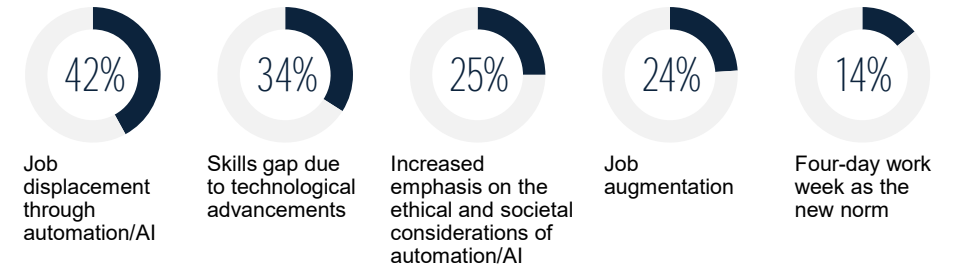 42%
Job
displacement
through
automation/AI
34%
Skills gap due
to technological
advancements
25%
Increased
emphasis on the
ethical and societal
considerations of
automation/AI
24%
Job
augmentation
14%
Four-day work
week as the
new norm